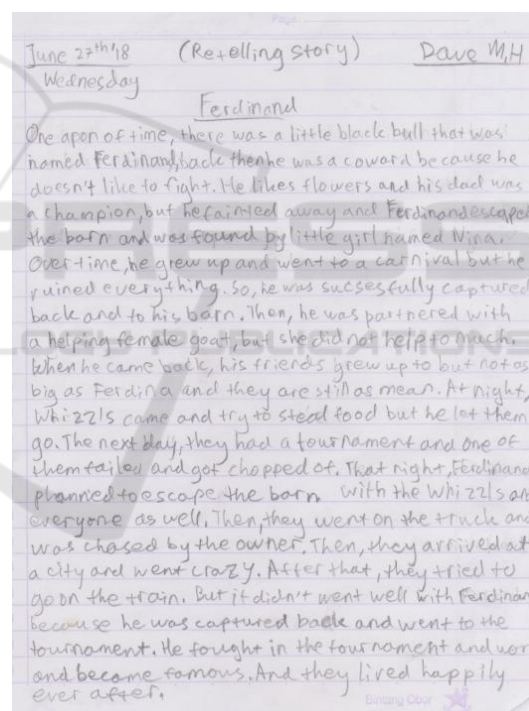 Page
June 27th '18 (Retelling story) Dave M.H
Wednesday
Ferdinand
One apon of time, there was a little black bull that was
named Ferdinand, back then he was a coward because he
doesn't like to fight. He likes flowers and his dad was
a champion, but he fainted away and Ferdinand escaped
the barn and was found by little girl named Nina.
Over time, he grew up and went to a carnival but he
ruined everything. So, he was sucsesfully captured
back and to his barn. Then, he was partnered with
a helping female goat, but she did not help to much.
When he came back, his friends grew up to but not as
big as Ferdina and they are still as mean. At night,
Whizzls came and try to steal food but he let them
go. The next day, they had a tournament and one of
them failed and got chopped of. That night, Ferdinand
planned to escape the barn with the Whizzls an
everyone as well. Then, they went on the truck and
was chased by the owner. Then, they arrived at
a city and went crazy. After that, they tried to
go on the train. But it didn't went well with Ferdinan
because he was captured back and went to the
tournament. He fought in the tournament and won
and became famous. And they lived happily
ever after.
Bintang Obor